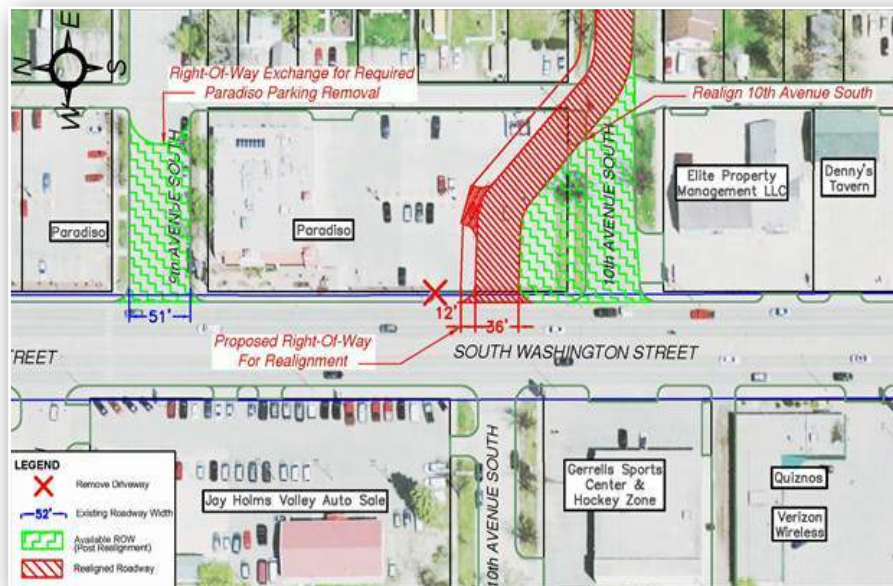 N
E
S
W
Right-Of-Way Exchange for Required
Paradiso Parking Removal
Realign 10th Avenue South
9th AVENUE SOUTH
10th AVENUE SOUTH
Elite Property
Management LLC
Denny's
Tavern
Paradiso
Paradiso
51'
12'
36'
Proposed Right-Of-Way
For Realignment
SOUTH WASHINGTON STREET
TREET
10th AVENUE SOUTH
Jay Holms Valley Auto Sale
Gerrells Sports
Center &
Hockey Zone
Quiznos
Verizon
Wireless
LEGEND
Remove Driveway
52'
Existing Roadway Width
Available ROW
(Post Realignment)
Realigned Roadway